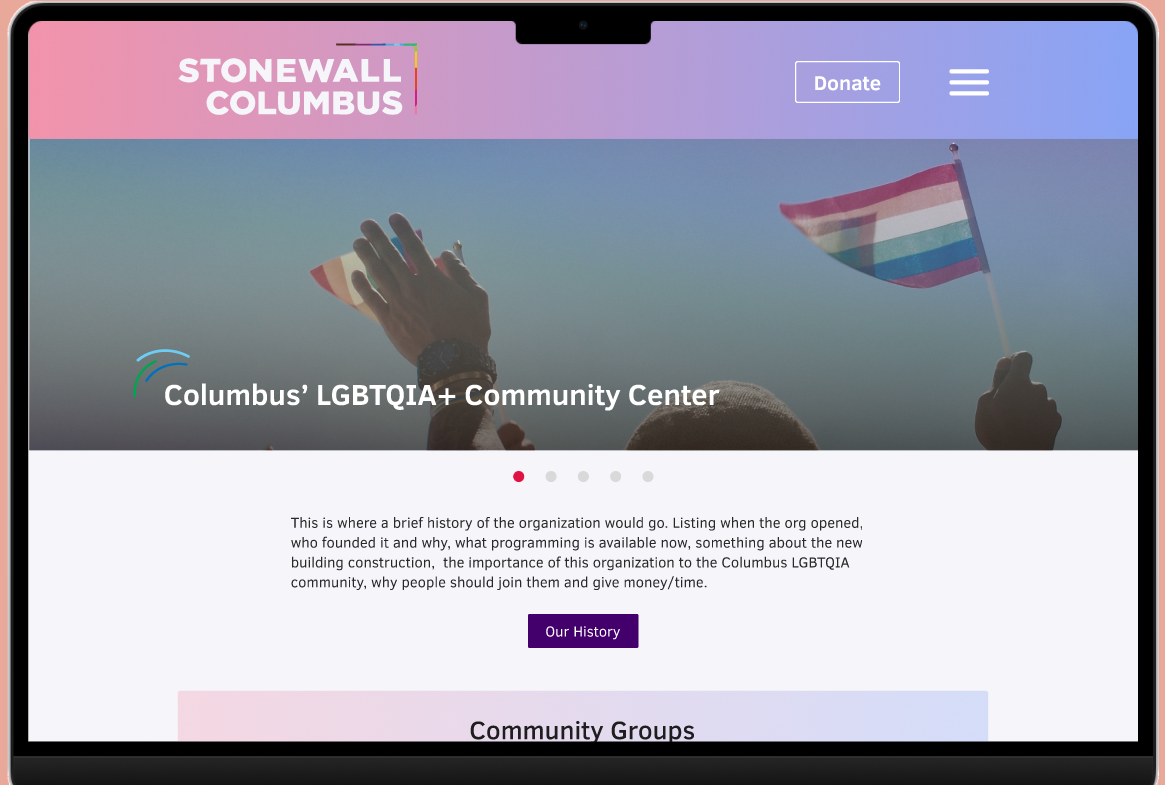 STONEWALL
COLUMBUS
Donate
Columbus’ LGBTQIA+ Community Center
This is where a brief history of the organization would go. Listing when the org opened,
who founded it and why, what programming is available now, something about the new
building construction,  the importance of this organization to the Columbus LGBTQIA
community, why people should join them and give money/time.
Our History
Community Groups